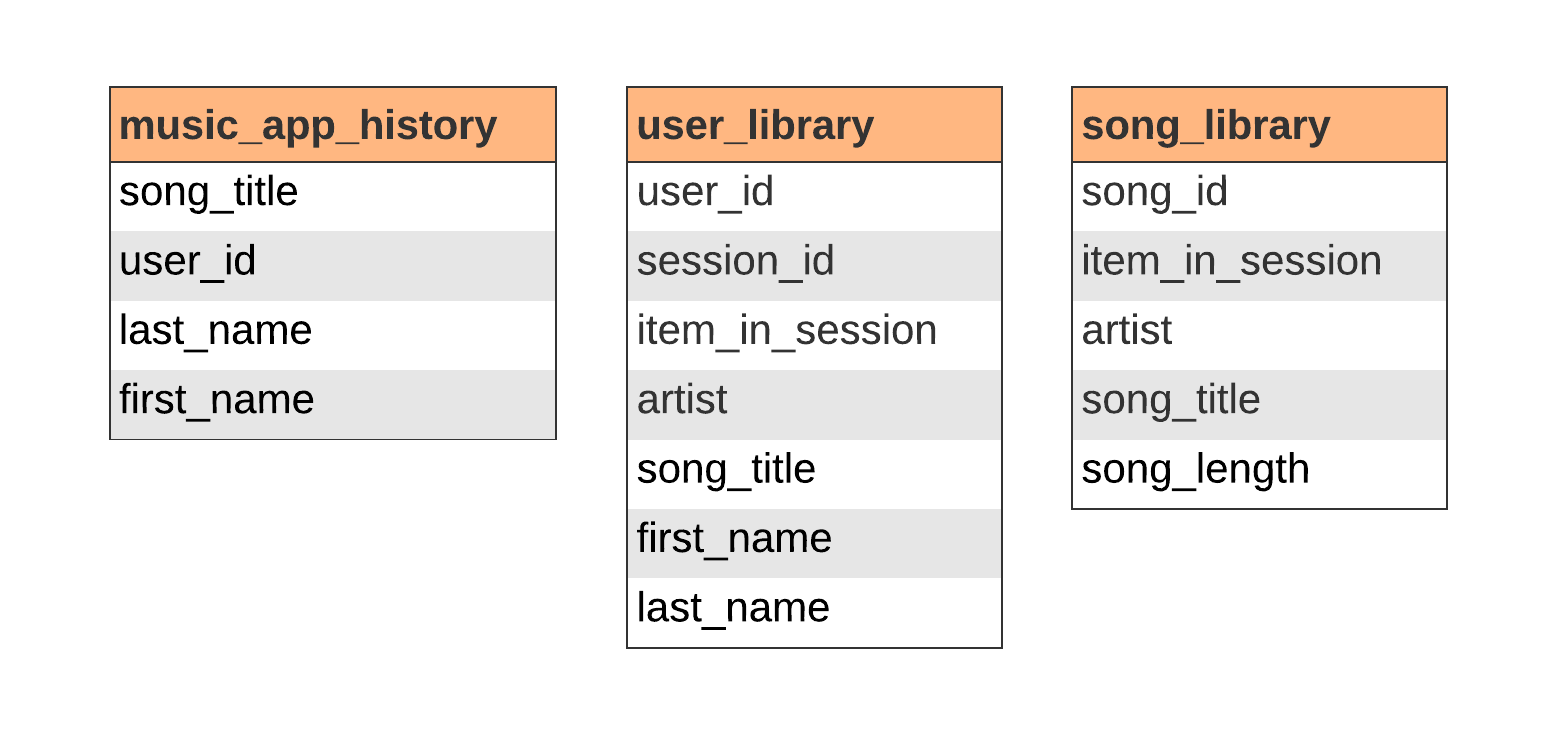 music_app_history
song_title
user_id
last_name
first_name
user_library
user_id
session_id
item_in_session
artist
song_title
first_name
last_name
song_library
song_id
item_in_session
artist
song_title
song_length